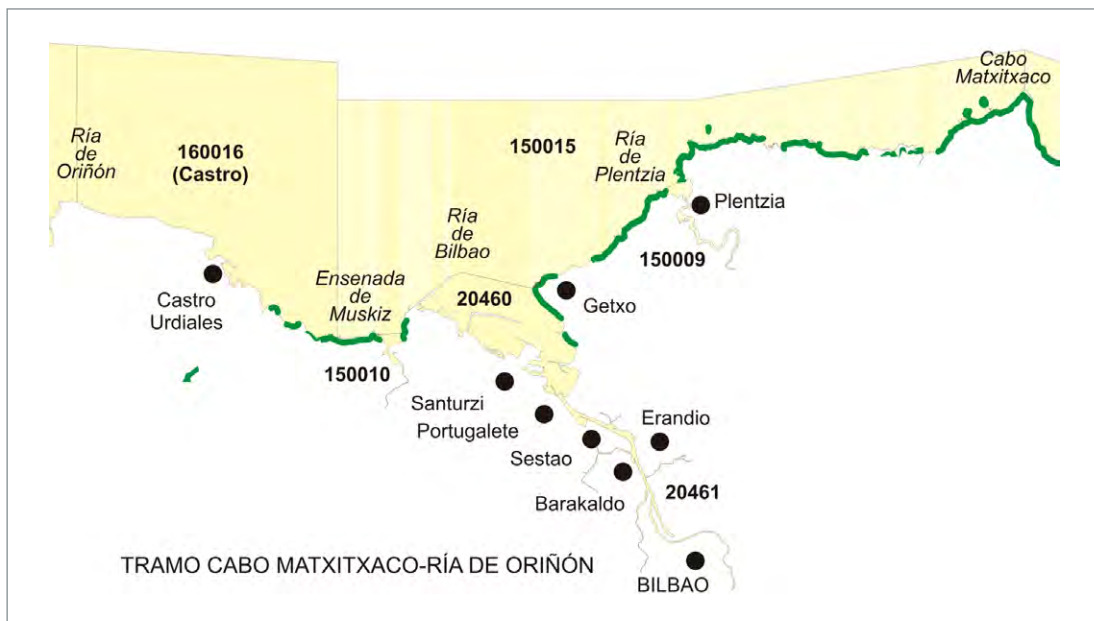 Cabo
Matxitxaco
Ría
de
Oriñón
160016
(Castro)
150015
Ría
de
Plentzia
Plentzia
Ría
de
Bilbao
150009
Castro
Urdiales
Ensenada
de
Muskiz
20460
Getxo
150010
Santurzi
Portugalete
Sestao
Barakaldo
Erandio
20461
TRAMO CABO MATXITXACO-RÍA DE ORIÑÓN
BILBAO